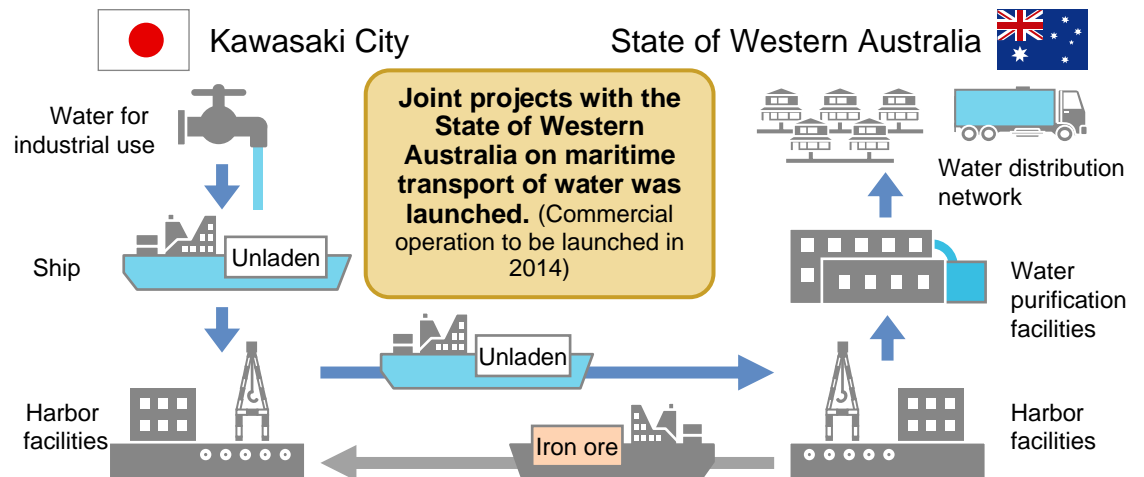 Kawasaki City
State of Western Australia
Water for
industrial use
Joint projects with the
State of Western
Australia on maritime
transport of water was
launched. (Commercial
operation to be launched in
2014)
Water distribution
network
Ship
Unladen
Water
purification
facilities
Unladen
Harbor
facilities
Iron ore
Harbor
facilities